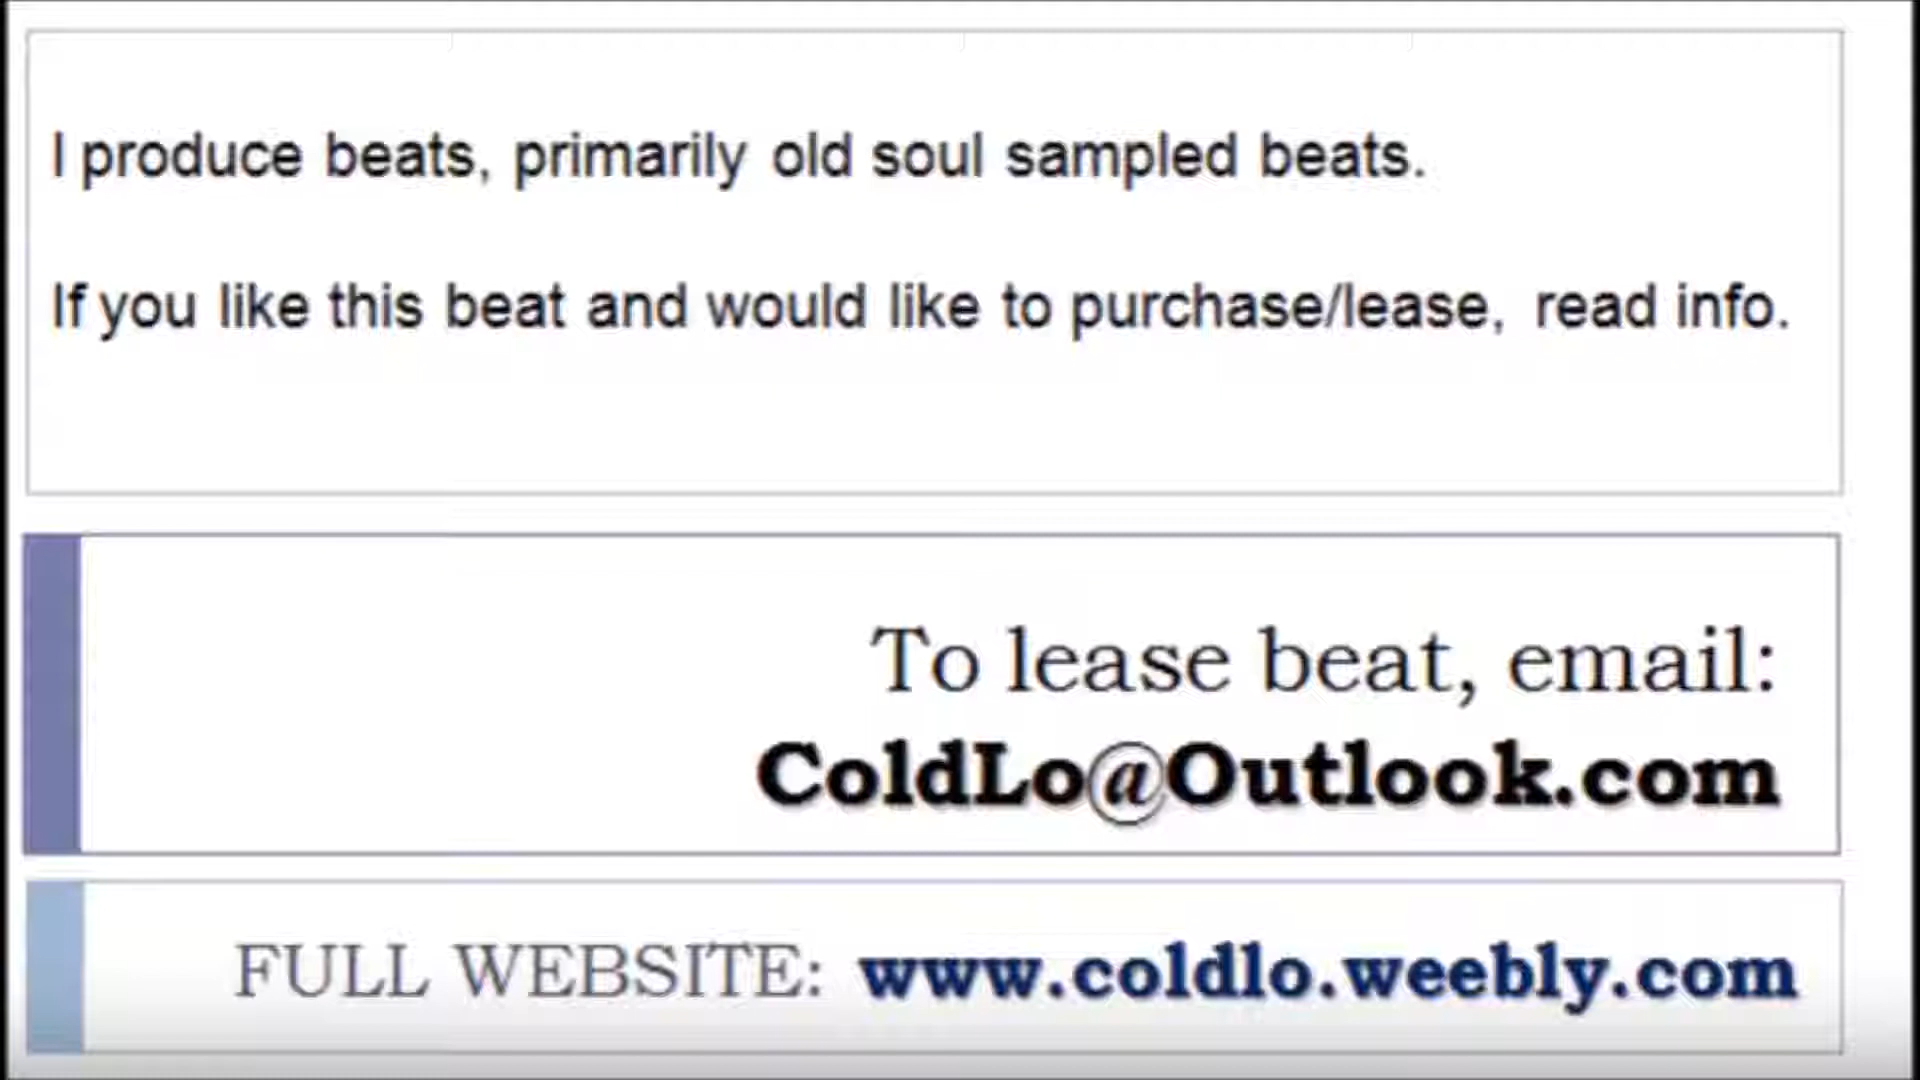 I produce beats, primarily old soul sampled beats.
If you like this beat and would like to purchase/lease, read info.
To lease beat, email:
ColdLo@Outlook.com
FULL WEBSITE: www.coldlo.weebly.com